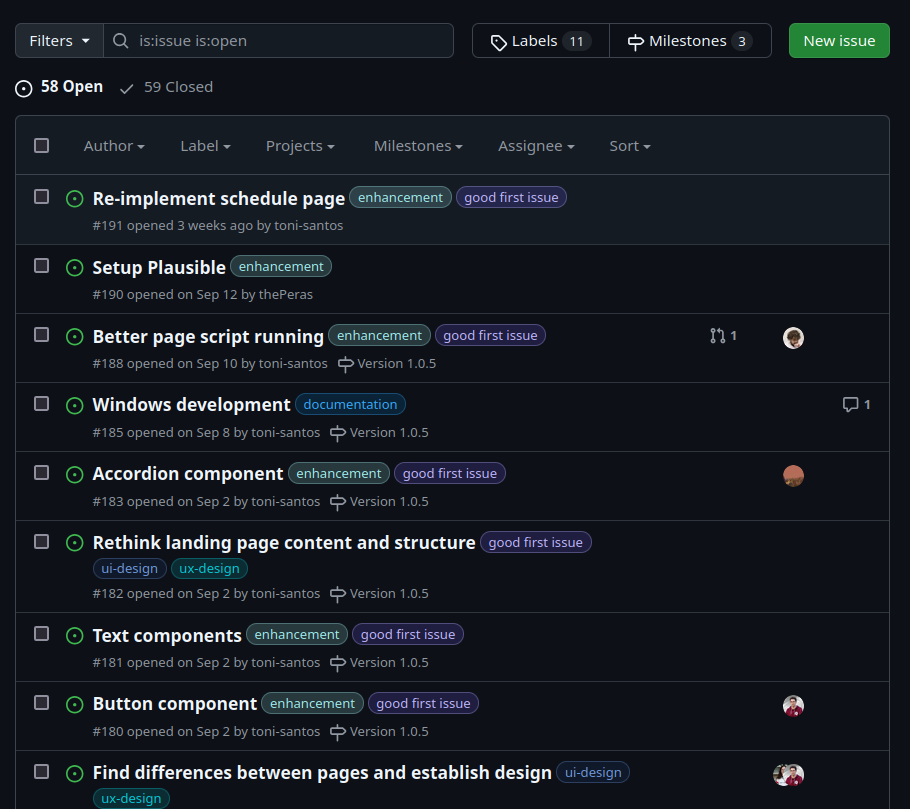 Filters is:issue is:open Labels 11 Milestones 3 New issue
58 Open 59 Closed
Author Label Projects Milestones Assignee Sort
Re-implement schedule page enhancement good first issue
#191 opened 3 weeks ago by toni-santos
Setup Plausible enhancement
#190 opened on Sep 12 by thePeras
Better page script running enhancement good first issue 1
#188 opened on Sep 10 by toni-santos Version 1.0.5
Windows development documentation 1
#185 opened on Sep 8 by toni-santos Version 1.0.5
Accordion component enhancement good first issue
#183 opened on Sep 2 by toni-santos Version 1.0.5
Rethink landing page content and structure good first issue
ui-design ux-design
#182 opened on Sep 2 by toni-santos Version 1.0.5
Text components enhancement good first issue
#181 opened on Sep 2 by toni-santos Version 1.0.5
Button component enhancement good first issue
#180 opened on Sep 2 by toni-santos Version 1.0.5
Find differences between pages and establish design ui-design
ux-design